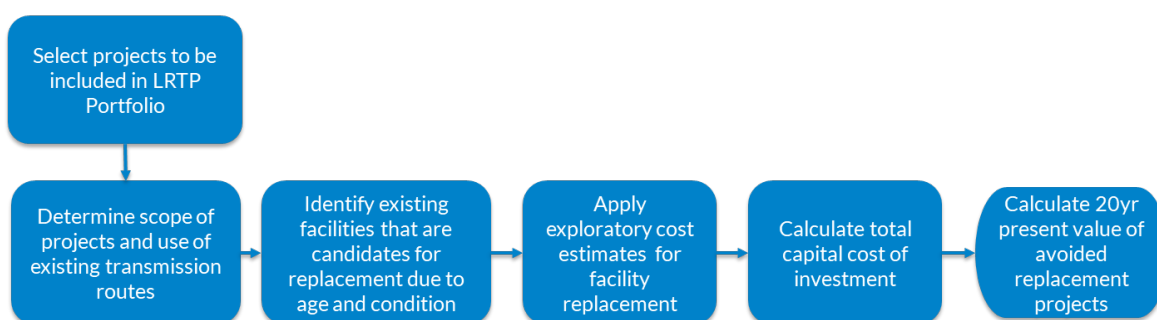 Select projects to be
included in LRTP
Portfolio
Determine scope of
projects and use of
existing transmission
routes
Identify existing
facilities that are
candidates for
replacement due to
age and condition
Apply
exploratory cost
estimates for
facility
replacement
Calculate total
capital cost of
investment
Calculate 20yr
present value of
avoided
replacement
projects